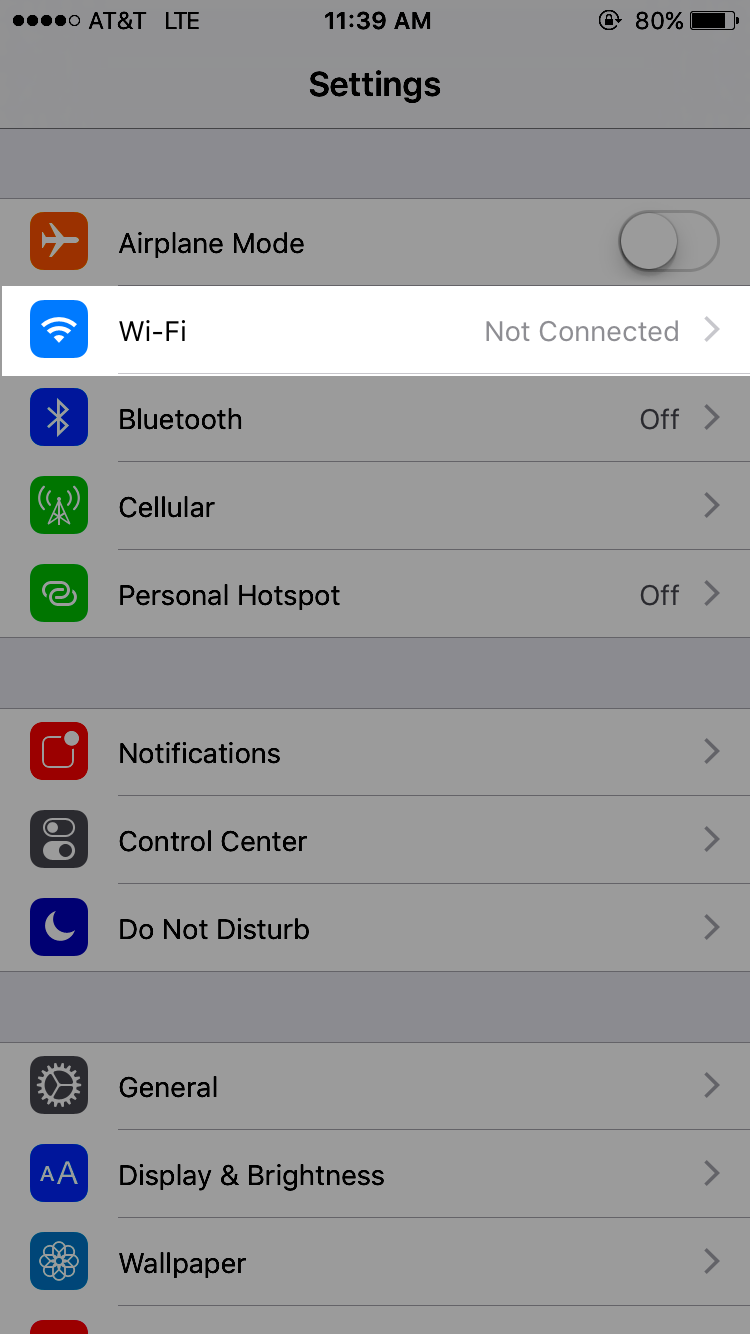 AT&T LTE 11:39 AM 80%
Settings
Airplane Mode
Wi-Fi Not Connected
Bluetooth Off
Cellular
Personal Hotspot Off
Notifications
Control Center
Do Not Disturb
General
AA Display & Brightness
Wallpaper